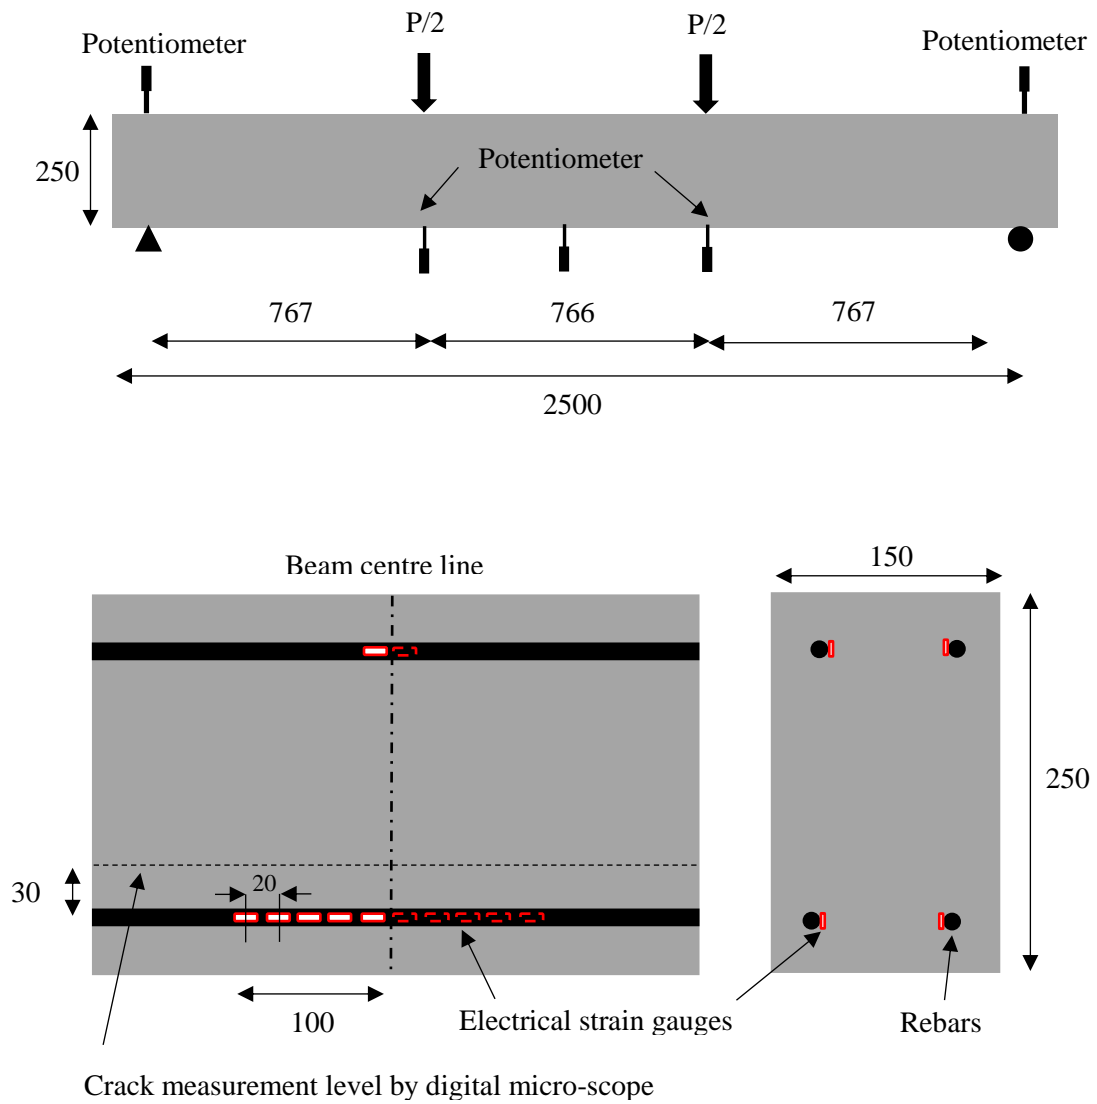 P/2
P/2
Potentiometer
Potentiometer
250
Potentiometer
767
766
767
2500
Beam centre line
150
250
30
20
100
Electrical strain gauges
Rebars
Crack measurement level by digital micro-scope